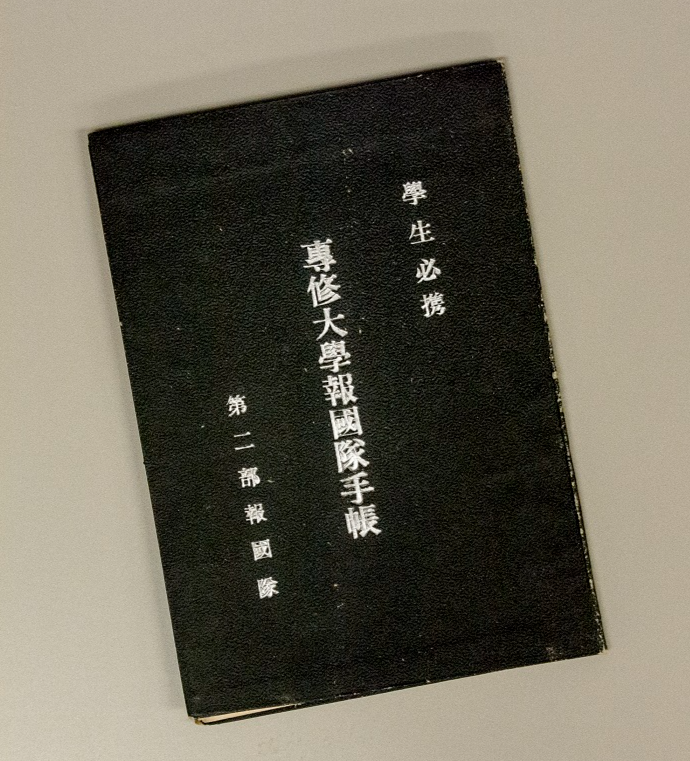 學生必携
專修大學報國隊手帳
第二部報國隊